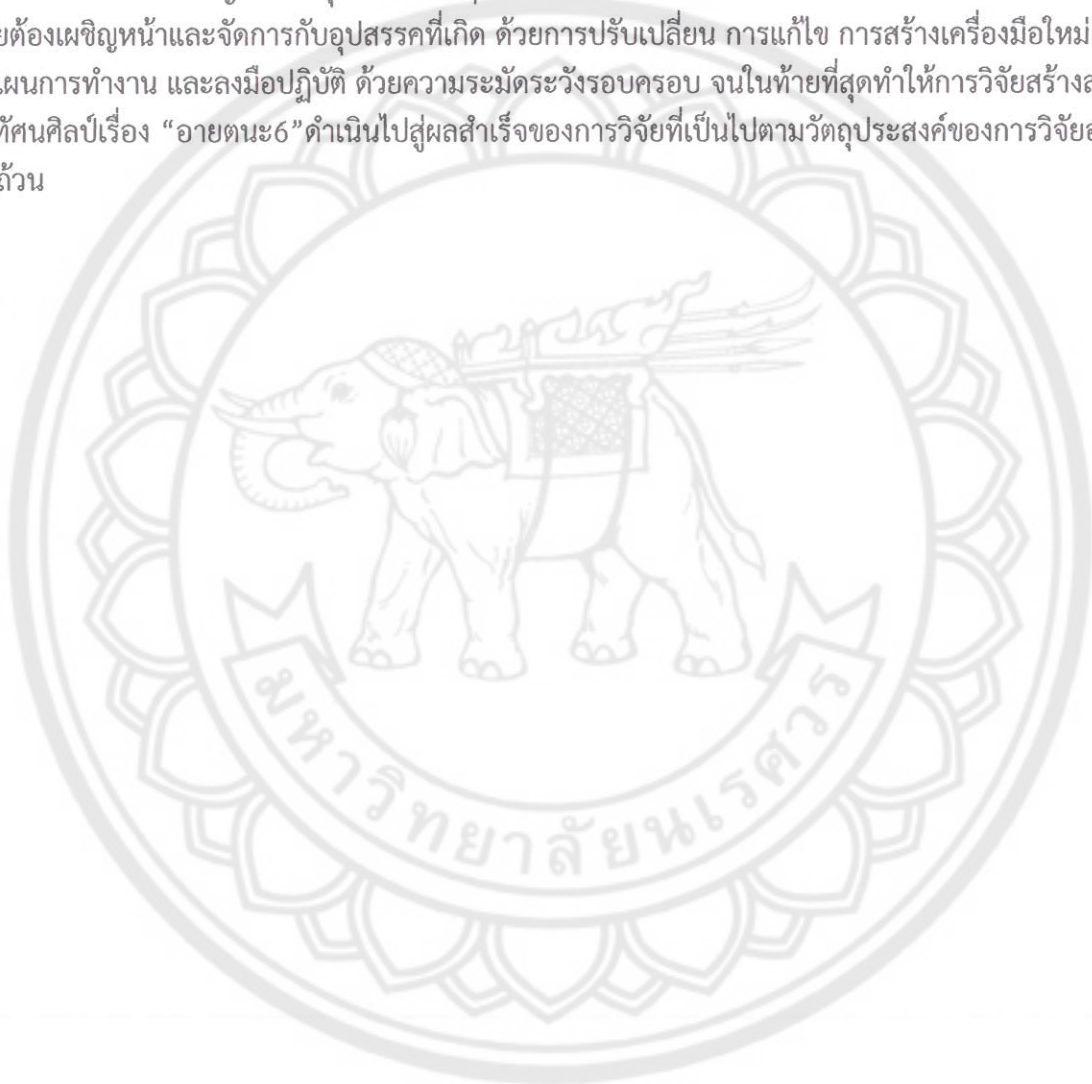 ยต้องเผชิญหน้าและจัดการกับอุปสรรคที่เกิด ด้วยการปรับเปลี่ยน การแก้ไข การสร้างเครื่องมือใหม่
แผนการทำงาน และลงมือปฏิบัติ ด้วยความระมัดระวังรอบครอบ จนในท้ายที่สุดทำให้การวิจัยสร้างส
ทัศนศิลป์เรื่อง “อายตนะ6”ดำเนินไปสู่ผลสำเร็จของการวิจัยที่เป็นไปตามวัตถุประสงค์ของการวิจัยอ
ถ้วน
มหาวิทยาลัยนเรศวร